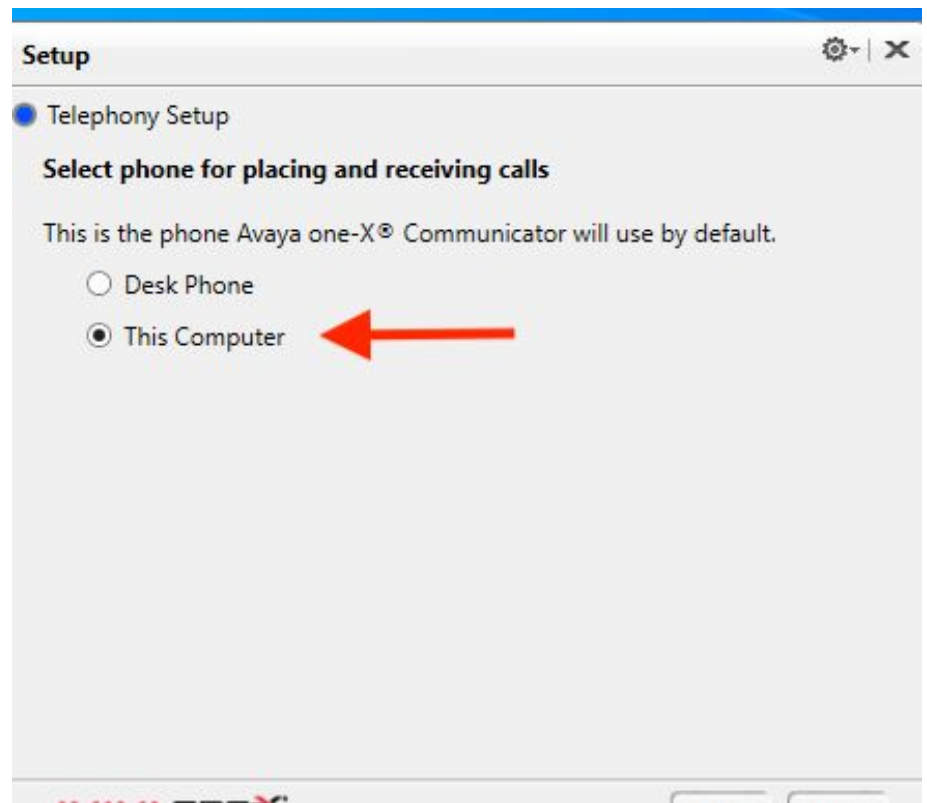 Setup
Telephony Setup
Select phone for placing and receiving calls
This is the phone Avaya one-X® Communicator will use by default.
Desk Phone
This Computer